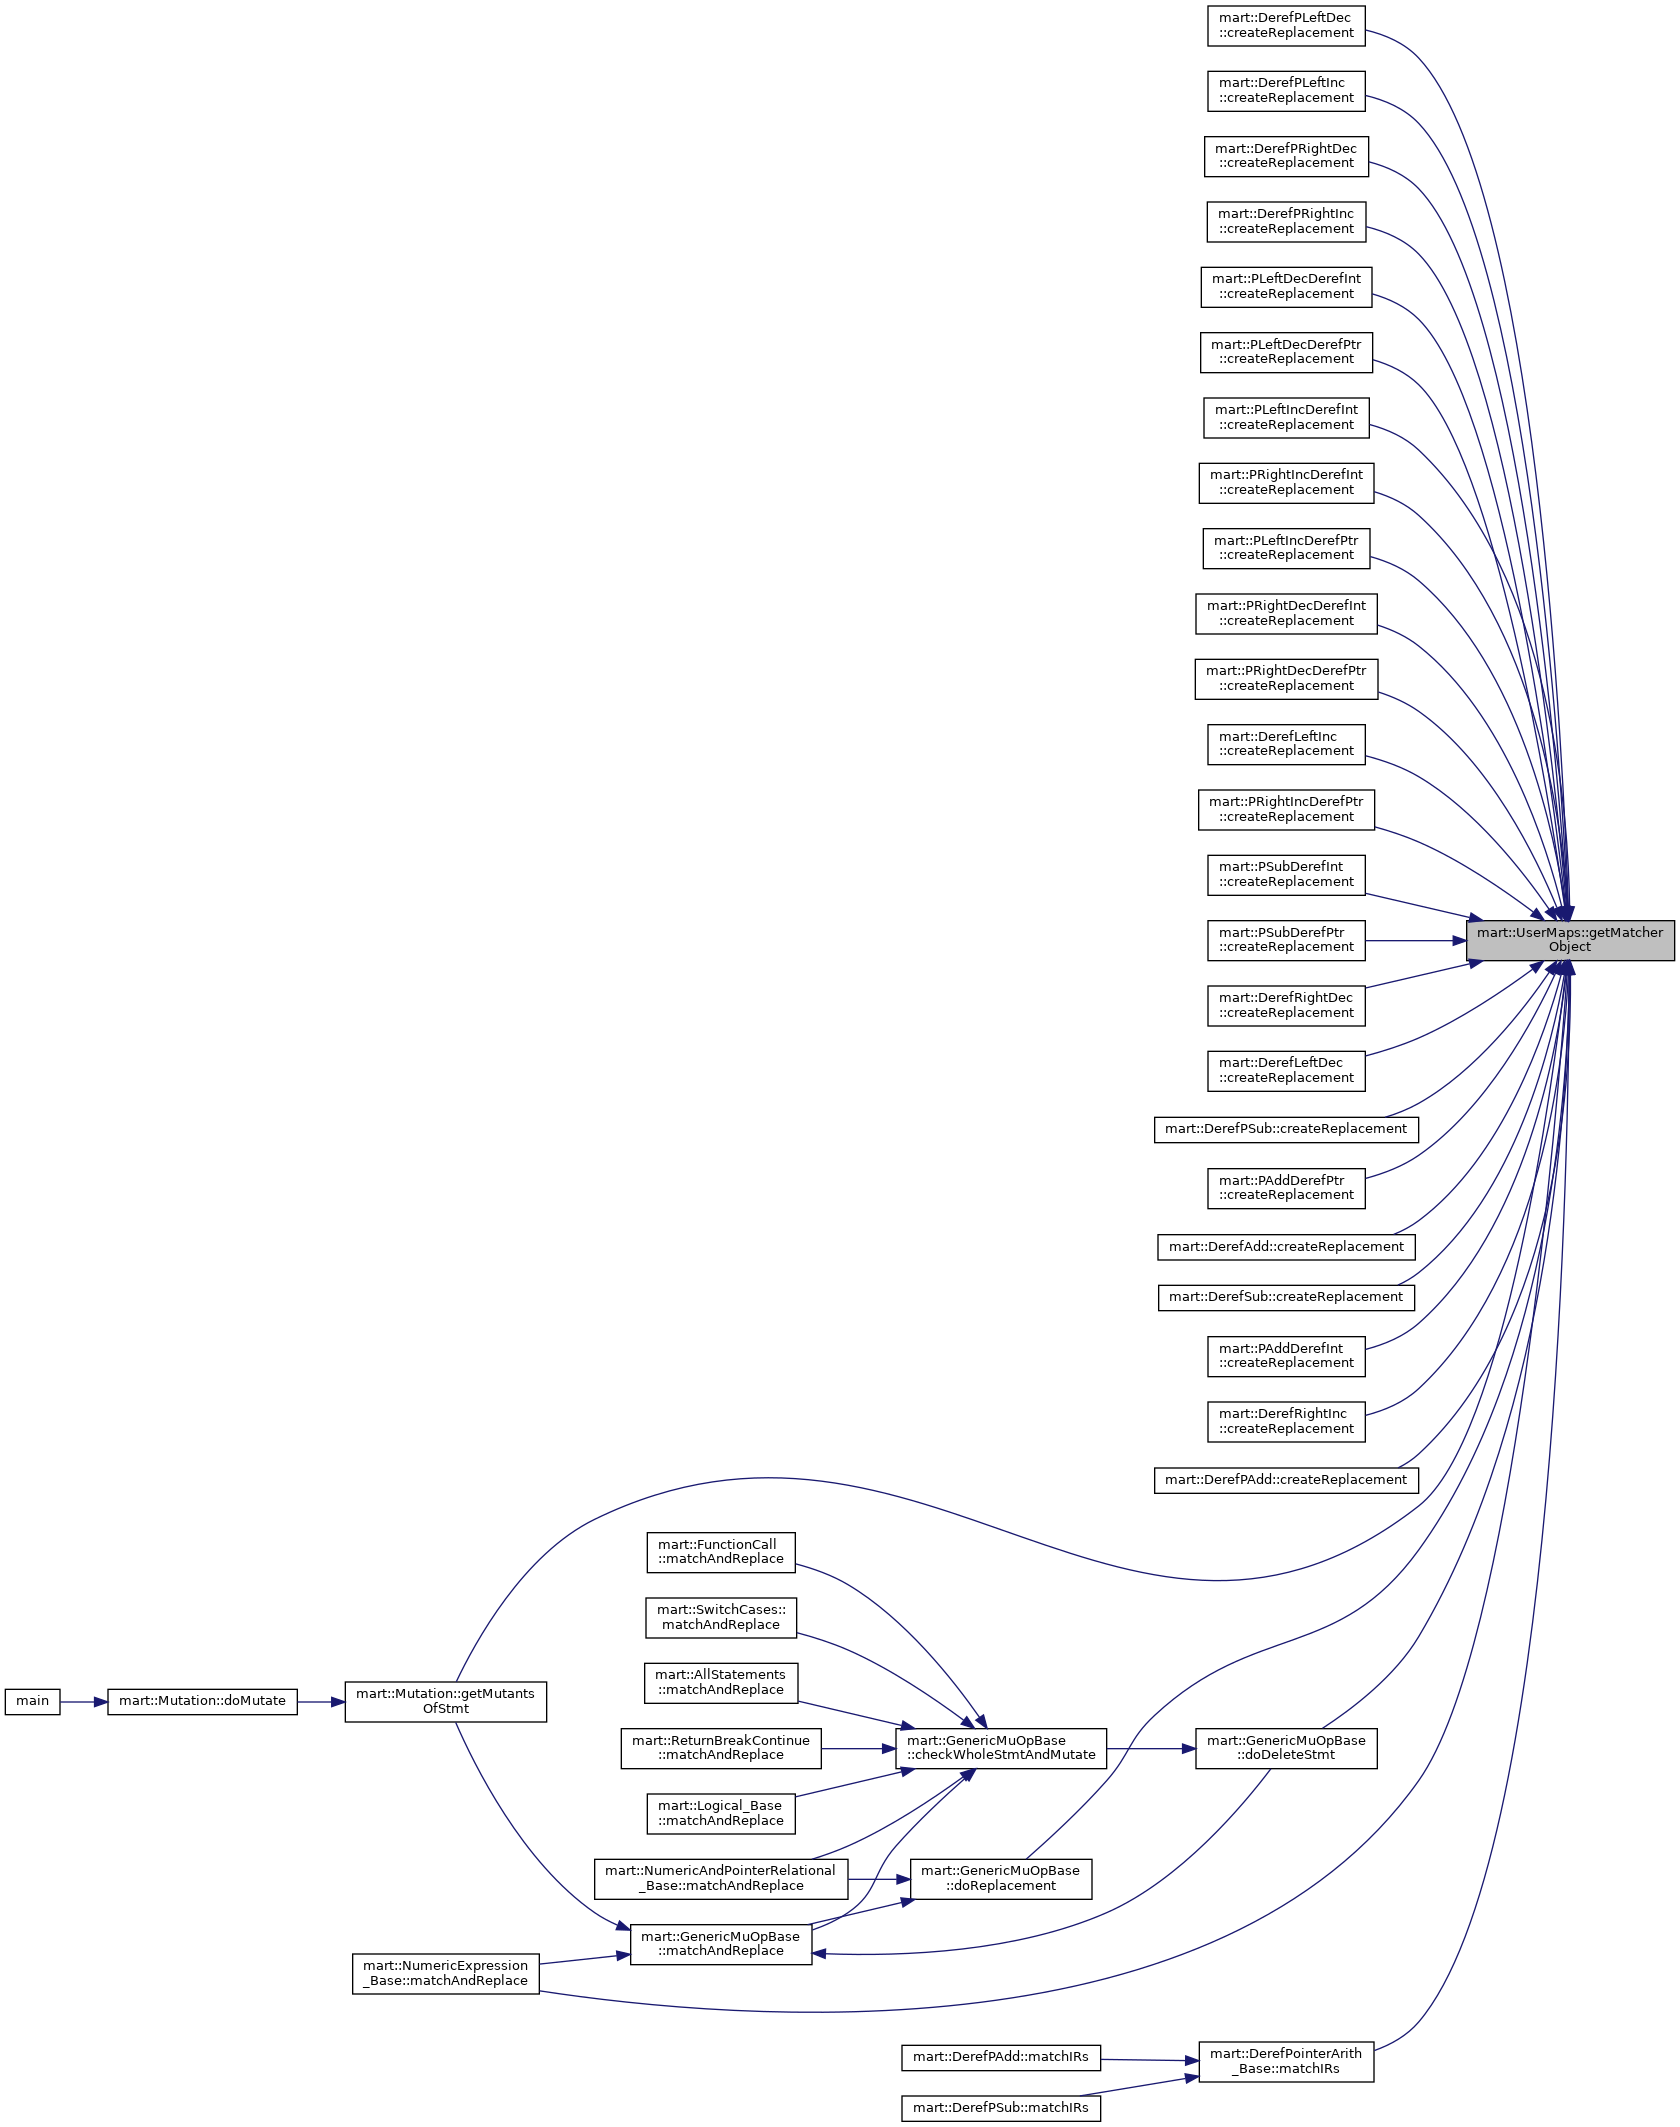 mart::DerefPLeftDec
::createReplacement
mart::DerefPLeftInc
::createReplacement
mart::DerefPRightDec
::createReplacement
mart::DerefPRightInc
::createReplacement
mart::PLeftDecDerefInt
::createReplacement
mart::PLeftDecDerefPtr
::createReplacement
mart::PLeftIncDerefInt
::createReplacement
mart::PRightIncDerefInt
::createReplacement
mart::PLeftIncDerefPtr
::createReplacement
mart::PRightDecDerefInt
::createReplacement
mart::PRightDecDerefPtr
::createReplacement
mart::DerefLeftInc
::createReplacement
mart::PRightIncDerefPtr
::createReplacement
mart::PSubDerefInt
::createReplacement
mart::PSubDerefPtr
::createReplacement
mart::UserMaps::getMatcher
Object
mart::DerefRightDec
::createReplacement
mart::DerefLeftDec
::createReplacement
mart::DerefPSub::createReplacement
mart::PAddDerefPtr
::createReplacement
mart::DerefAdd::createReplacement
mart::DerefSub::createReplacement
mart::PAddDerefInt
::createReplacement
mart::DerefRightInc
::createReplacement
mart::DerefPAdd::createReplacement
mart::FunctionCall
::matchAndReplace
mart::SwitchCases::
matchAndReplace
mart::AllStatements
::matchAndReplace
main
mart::Mutation::doMutate
mart::Mutation::getMutants
OfStmt
mart::ReturnBreakContinue
::matchAndReplace
mart::GenericMuOpBase
::checkWholeStmtAndMutate
mart::GenericMuOpBase
::doDeleteStmt
mart::Logical_Base
::matchAndReplace
mart::NumericAndPointerRelational
_Base::matchAndReplace
mart::GenericMuOpBase
::doReplacement
mart::GenericMuOpBase
::matchAndReplace
mart::NumericExpression
_Base::matchAndReplace
mart::DerefPAdd::matchIRs
mart::DerefPointerArith
_Base::matchIRs
mart::DerefPSub::matchIRs